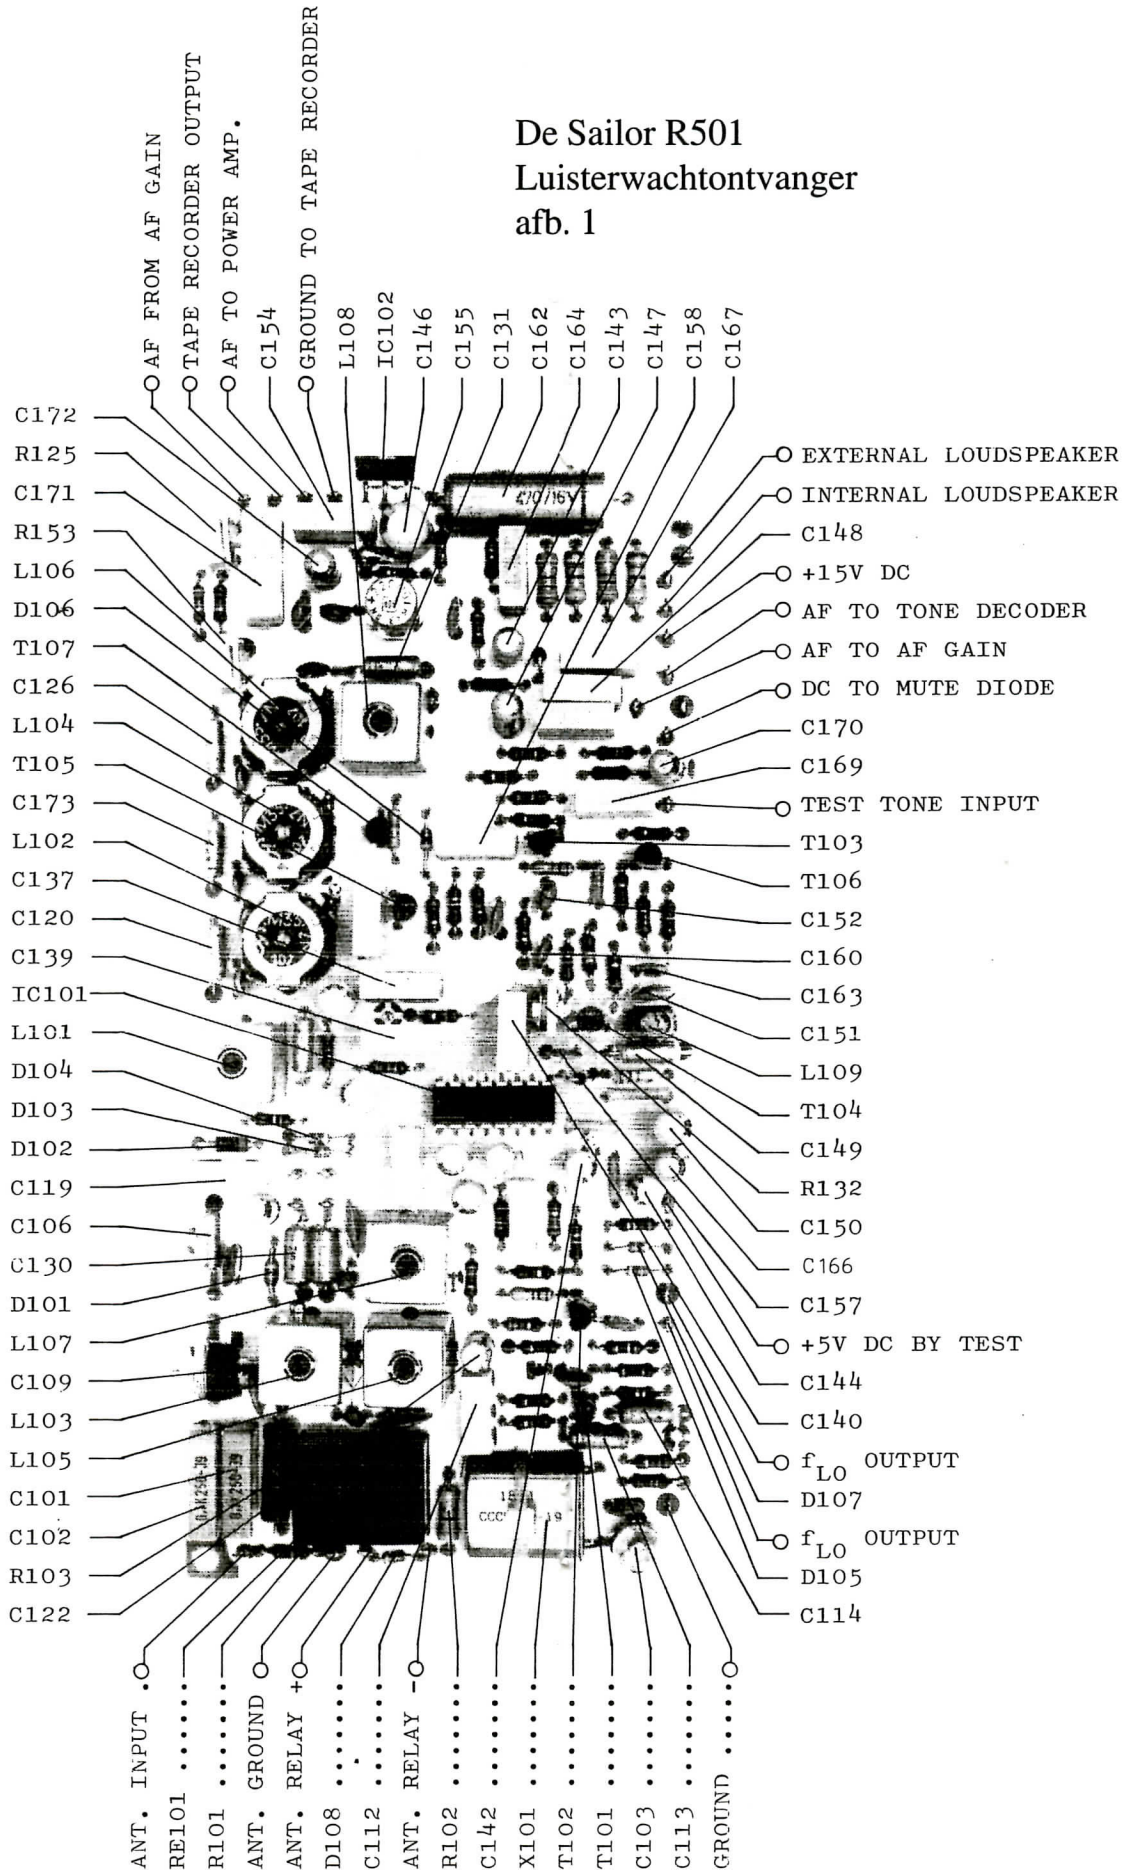 De Sailor R501
Luisterwachtontvanger
afb. 1
AF FROM AF GAIN
TAPE RECORDER OUTPUT
AF TO POWER AMP.
C154
GROUND TO TAPE RECORDER
L108
IC102
C146
C155
C131
C162
C164
C143
C147
C158
C167
C172
R125
C171
R153
L106
D106
T107
C126
L104
T105
C173
L102
C137
C120
C139
IC101
L101
D104
D103
D102
C119
C106
C130
D101
L107
C109
L103
L105
C101
C102
R103
C122
EXTERNAL LOUDSPEAKER
INTERNAL LOUDSPEAKER
C148
+15V DC
AF TO TONE DECODER
AF TO AF GAIN
DC TO MUTE DIODE
C170
C169
TEST TONE INPUT
T103
T106
C152
C160
C163
C151
L109
T104
C149
R132
C150
C166
C157
+5V DC BY TEST
C144
C140
fLO OUTPUT
D107
fLO OUTPUT
D105
C114
470/16V
ANT. INPUT .
RE101 .......
R101 ........
ANT. GROUND
ANT. RELAY +
D108 ........
C112 ........
ANT. RELAY -
R102 ........
C142 ........
X101 ........
T102 ........
T101 ........
C103 ........
C113 ........
GROUND ......